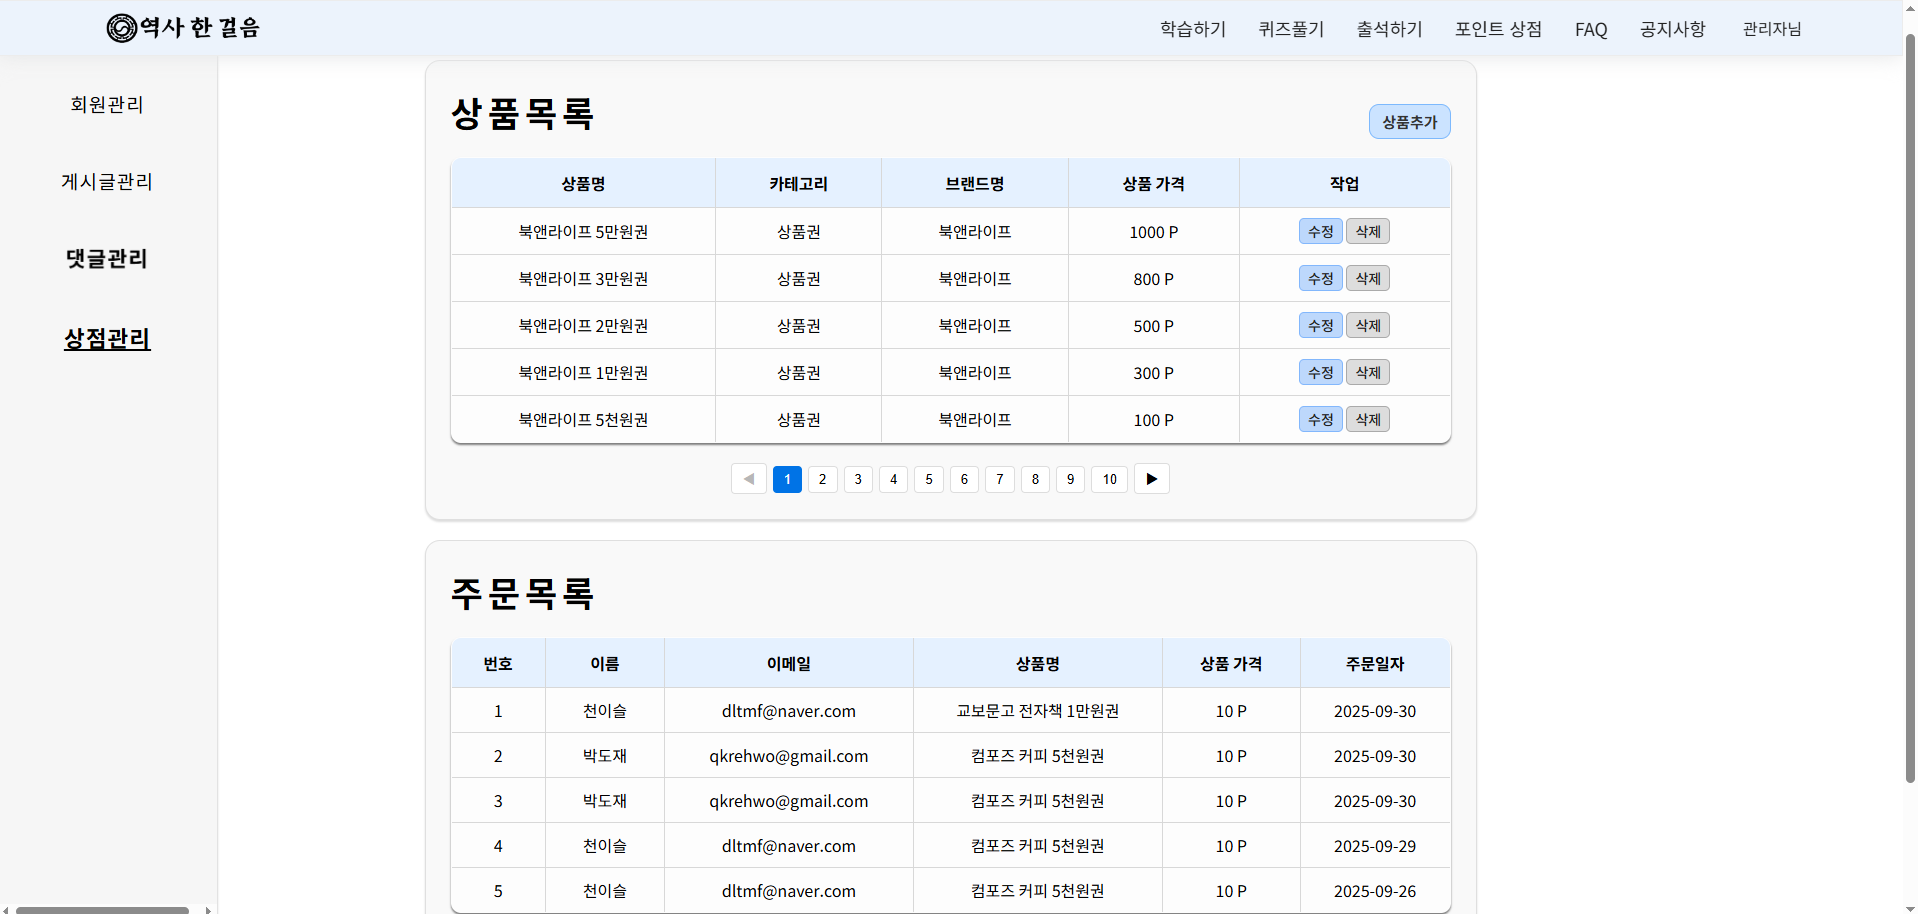 역사 한 걸음
학습하기 퀴즈풀기 출석하기 포인트 상점 FAQ 공지사항 관리자님
회원관리
게시글관리
댓글관리
상점관리
상품목록
상품추가
상품명 카테고리 브랜드명 상품 가격 작업
북앤라이프 5만원권 상품권 북앤라이프 1000 P 수정 삭제
북앤라이프 3만원권 상품권 북앤라이프 800 P 수정 삭제
북앤라이프 2만원권 상품권 북앤라이프 500 P 수정 삭제
북앤라이프 1만원권 상품권 북앤라이프 300 P 수정 삭제
북앤라이프 5천원권 상품권 북앤라이프 100 P 수정 삭제
◀ 1 2 3 4 5 6 7 8 9 10 ▶
주문목록
번호 이름 이메일 상품명 상품 가격 주문일자
1 천이슬 dltmf@naver.com 교보문고 전자책 1만원권 10 P 2025-09-30
2 박도재 qkrehwo@gmail.com 컴포즈 커피 5천원권 10 P 2025-09-30
3 박도재 qkrehwo@gmail.com 컴포즈 커피 5천원권 10 P 2025-09-30
4 천이슬 dltmf@naver.com 컴포즈 커피 5천원권 10 P 2025-09-29
5 천이슬 dltmf@naver.com 컴포즈 커피 5천원권 10 P 2025-09-26